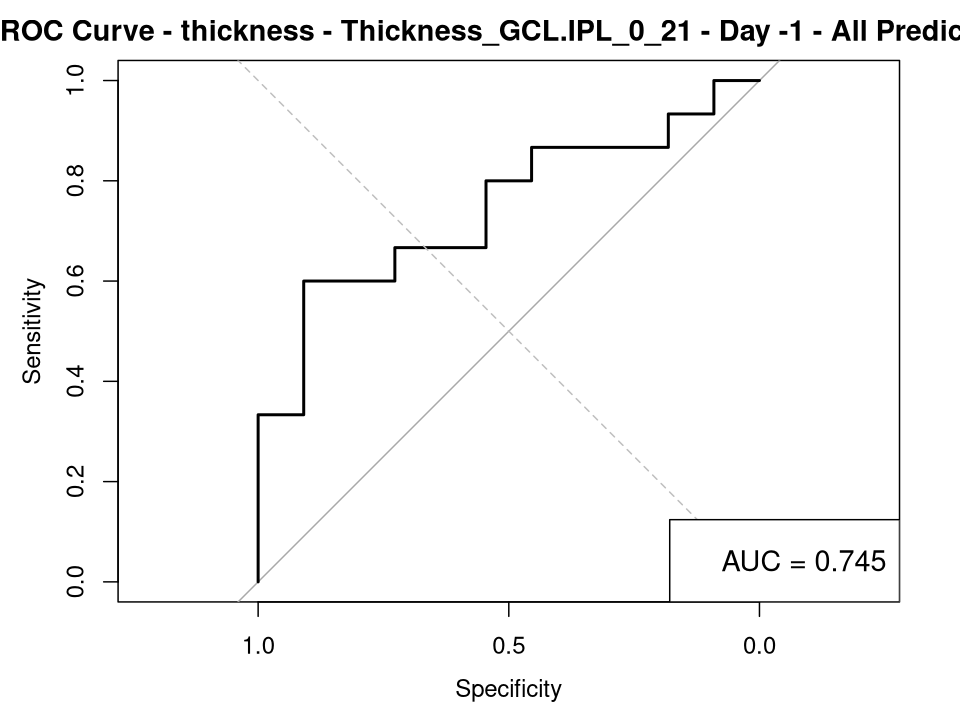 ROC Curve - thickness - Thickness_GCL.IPL_0_21 - Day -1 - All Predic
1.0
0.8
0.6
0.4
0.2
0.0
Sensitivity
AUC = 0.745
1.0 0.5 0.0
Specificity